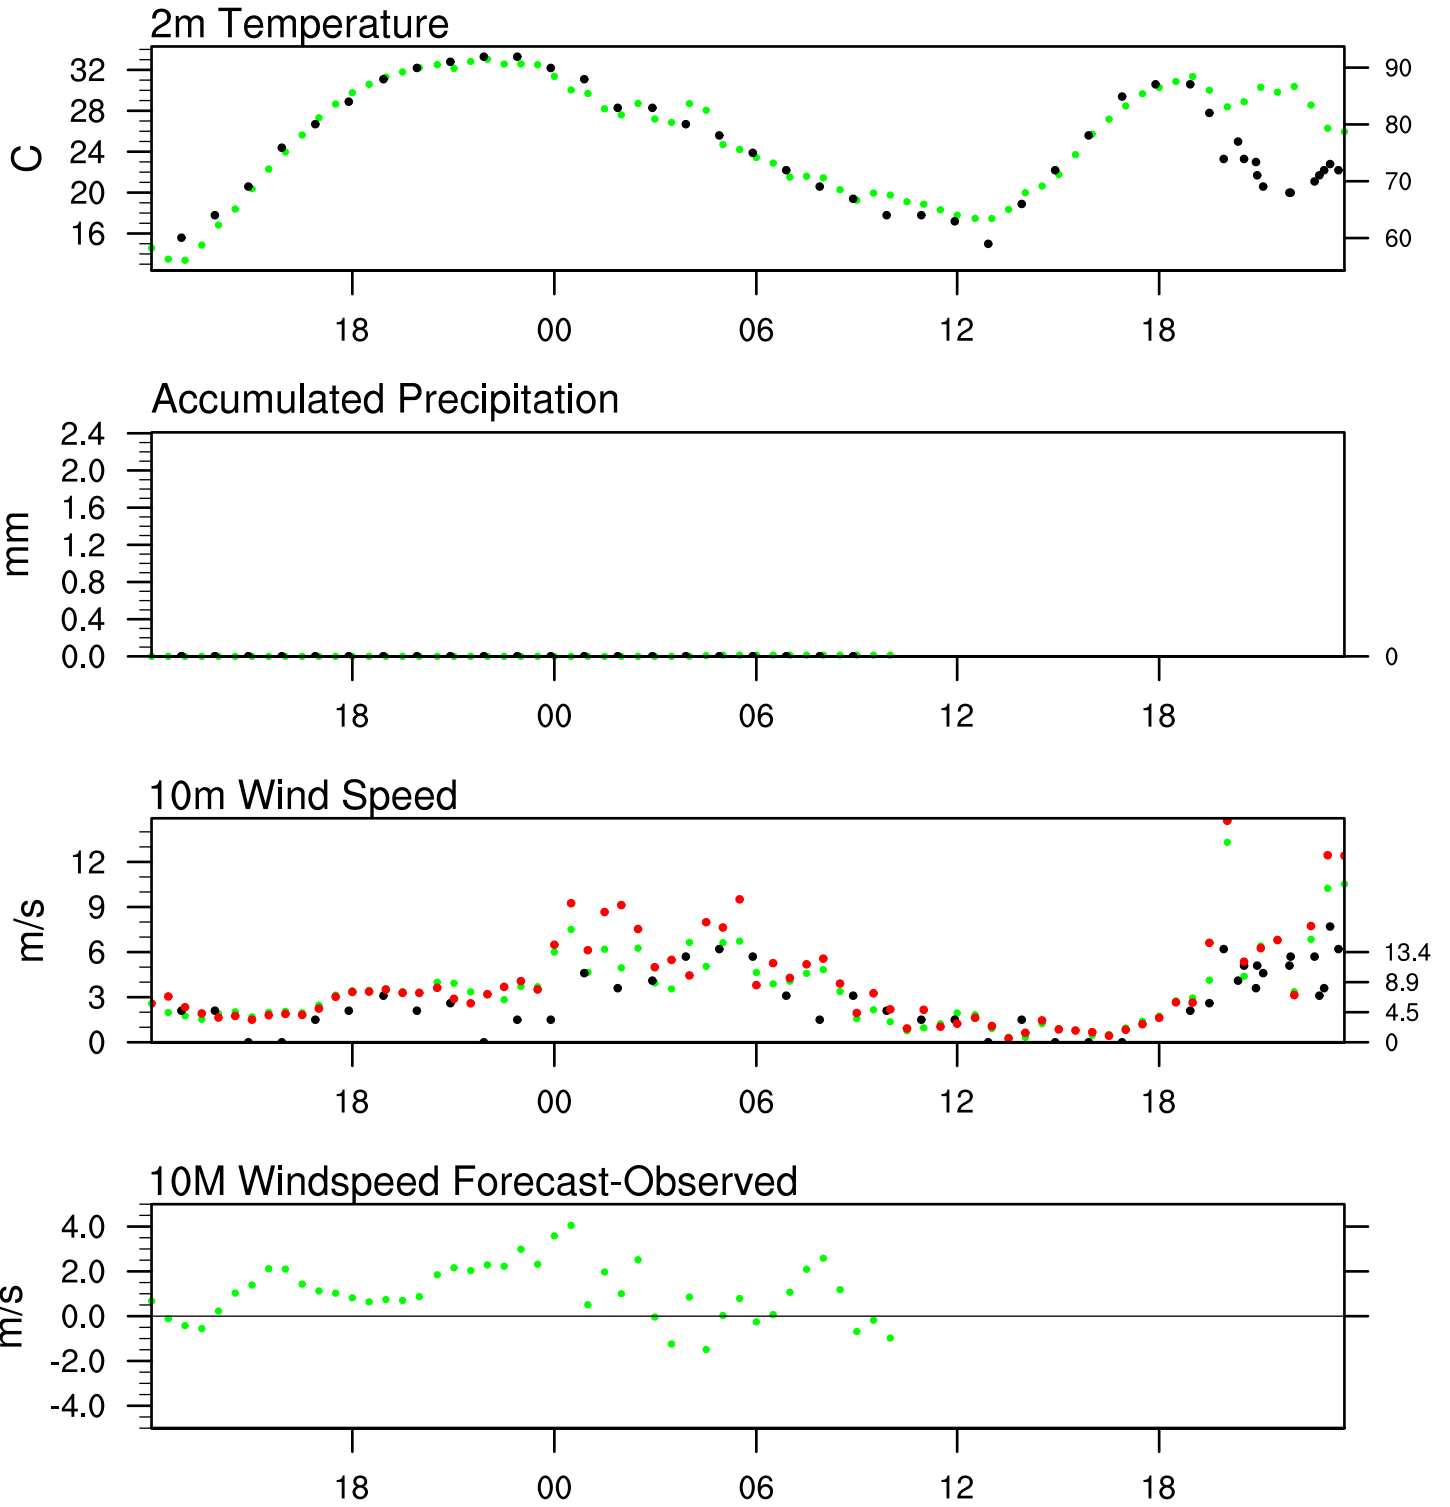 2m Temperature
32
28
24
20
16
C
90
80
70
60
18 00 06 12 18
Accumulated Precipitation
2.4
2.0
1.6
1.2
0.8
0.4
0.0
mm
0
18 00 06 12 18
10m Wind Speed
12
9
6
3
0
m/s
13.4
8.9
4.5
0
18 00 06 12 18
10M Windspeed Forecast-Observed
4.0
2.0
0.0
-2.0
-4.0
m/s
18 00 06 12 18